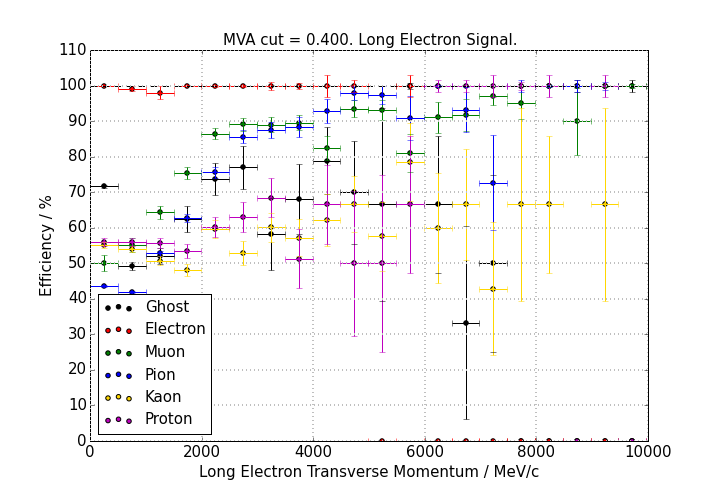 MVA cut = 0.400. Long Electron Signal.
110
100
90
80
70
60
50
40
30
20
10
0
Efficiency / %
Ghost
Electron
Muon
Pion
Kaon
Proton
0 2000 4000 6000 8000 10000
Long Electron Transverse Momentum / MeV/c